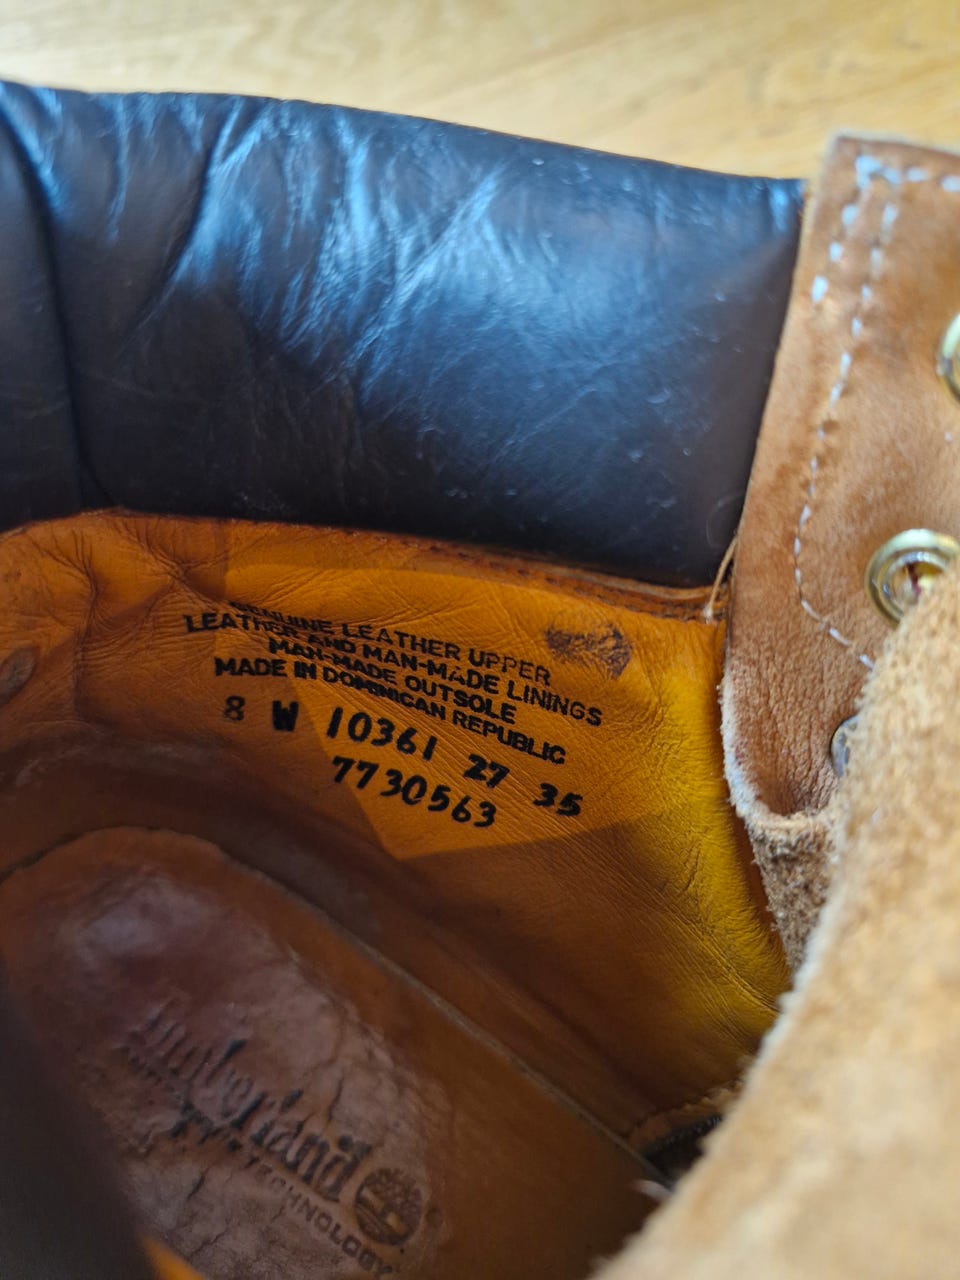 GENUINE LEATHER UPPER
LEATHER AND MAN-MADE LININGS
MAN-MADE OUTSOLE
MADE IN DOMINICAN REPUBLIC
8 W 10361 27 35
7730563
Timberland
TECHNOLOGY